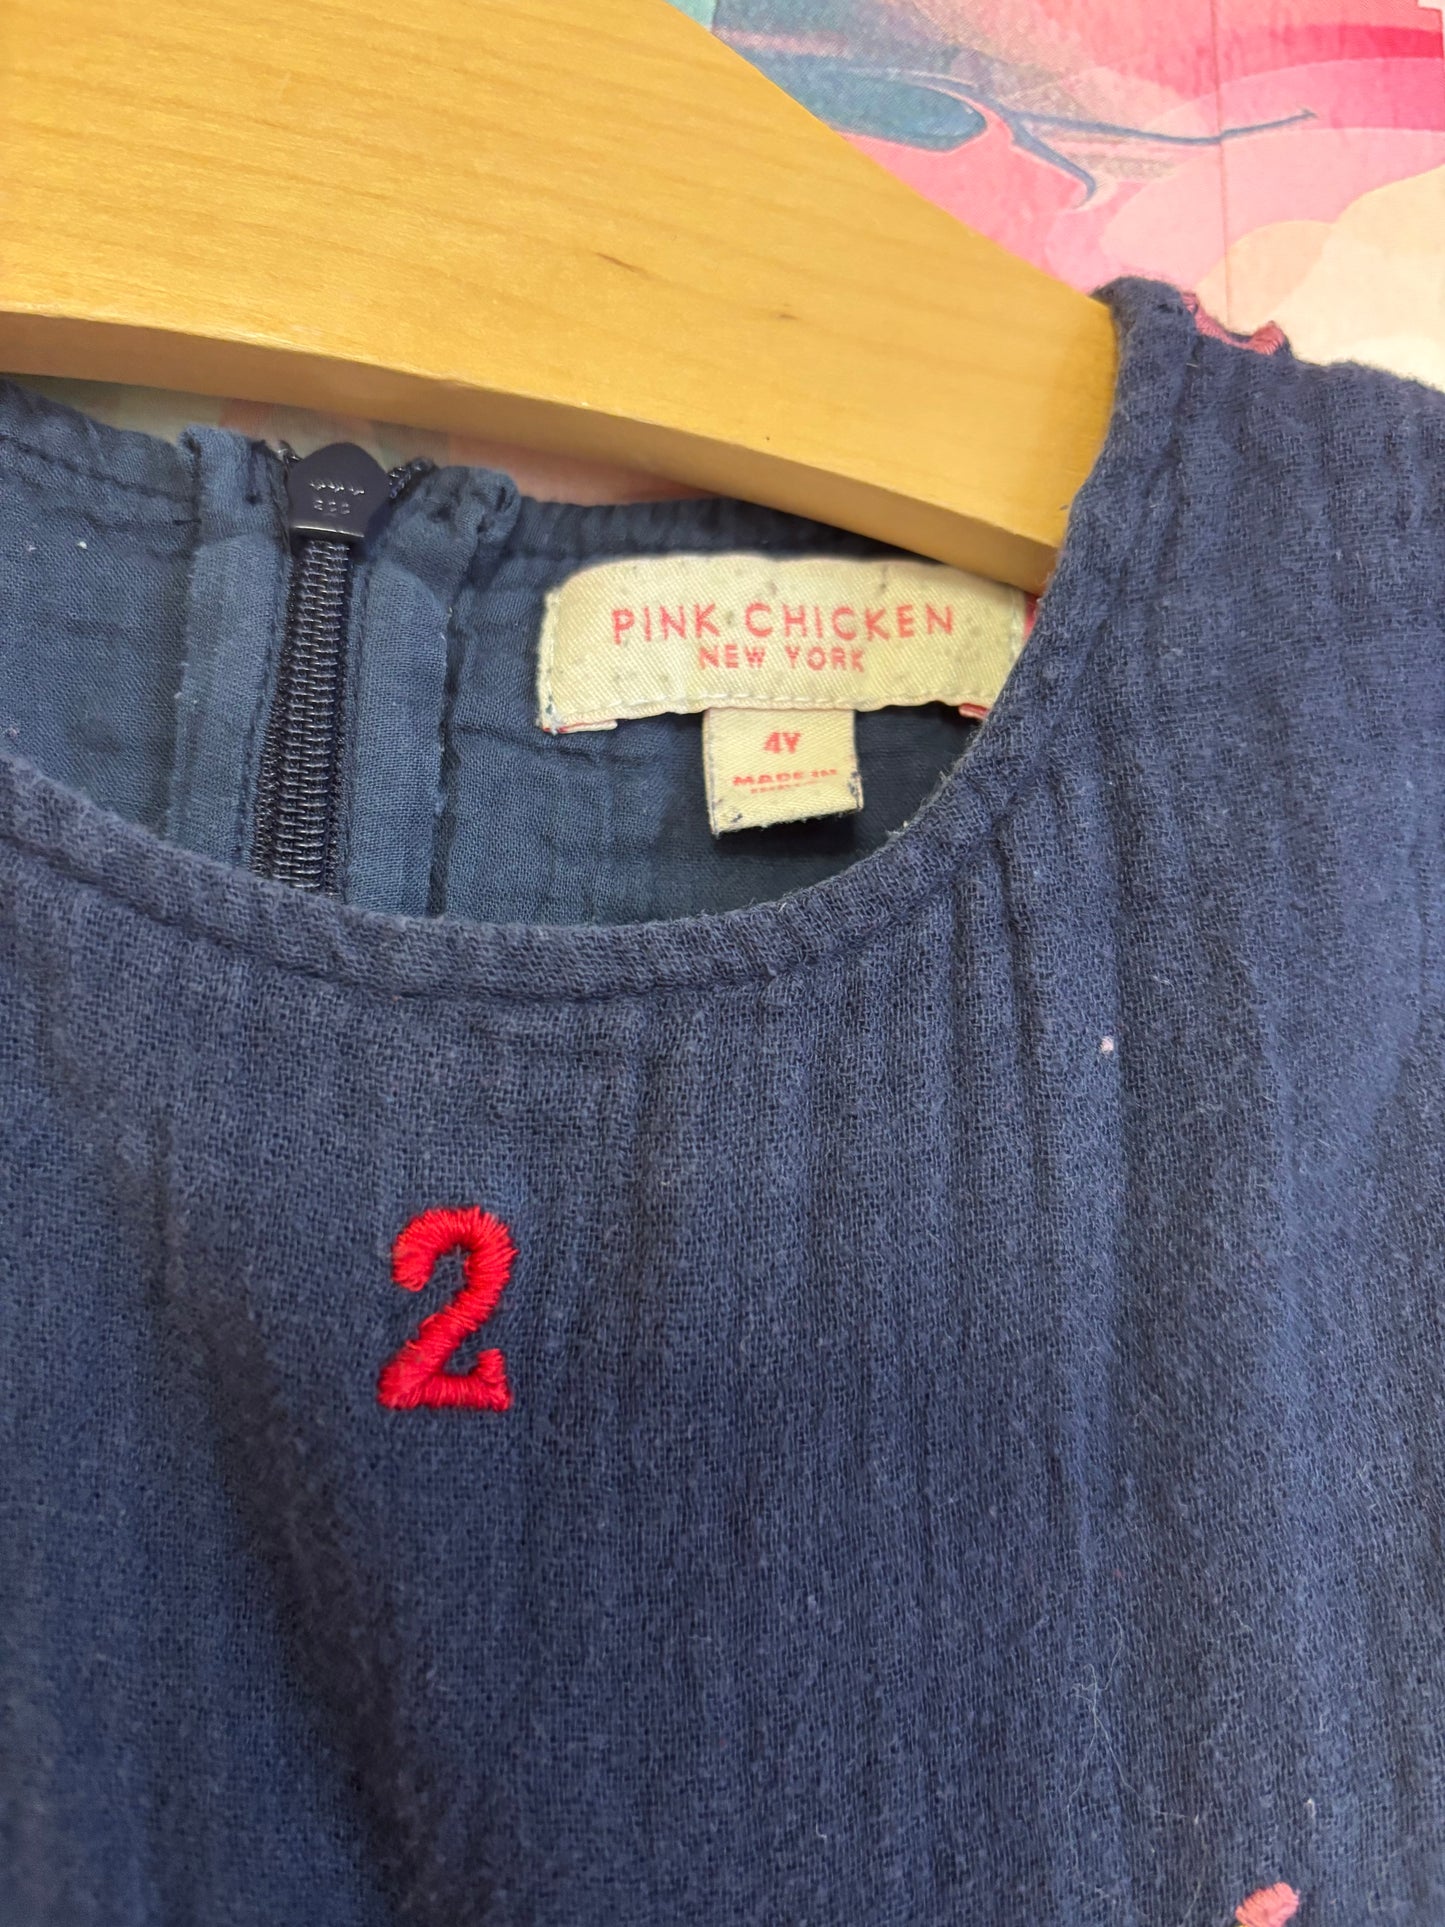 PINK CHICKEN
NEW YORK
4Y
MADE IN
2